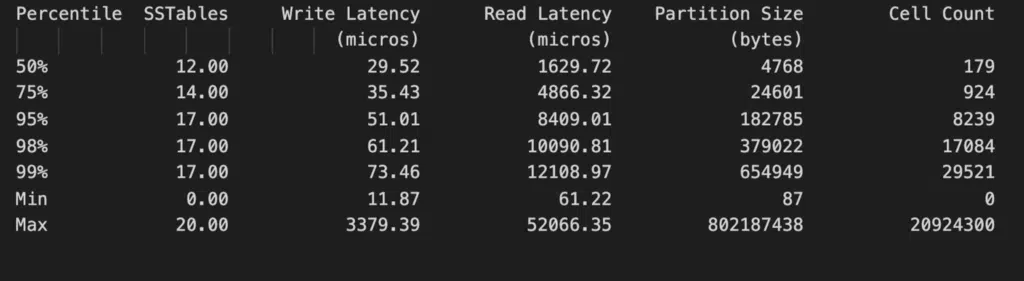 Percentile  SSTables     Write Latency      Read Latency    Partition Size        Cell Count
                              (micros)          (micros)           (bytes)
50%            12.00             29.52           1629.72              4768               179
75%            14.00             35.43           4866.32             24601               924
95%            17.00             51.01           8409.01            182785              8239
98%            17.00             61.21          10090.81            379022             17084
99%            17.00             73.46          12108.97            654949             29521
Min             0.00             11.87             61.22                87                 0
Max            20.00           3379.39          52066.35         802187438          20924300